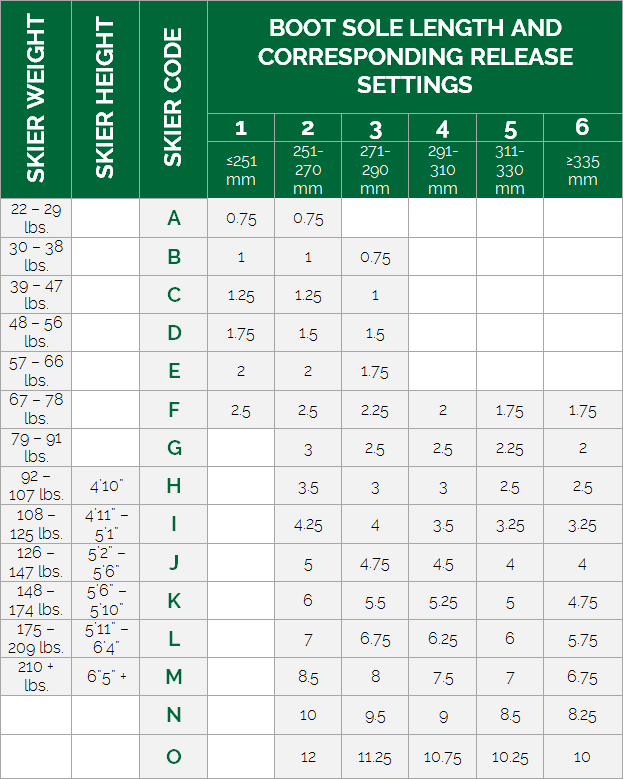 SKIER WEIGHT
SKIER HEIGHT
SKIER CODE
BOOT SOLE LENGTH AND
CORRESPONDING RELEASE
SETTINGS
1 2 3 4 5 6
≤251 mm 251-270 mm 271-290 mm 291-310 mm 311-330 mm ≥335 mm
22 – 29 lbs. A 0.75 0.75
30 – 38 lbs. B 1 1 0.75
39 – 47 lbs. C 1.25 1.25 1
48 – 56 lbs. D 1.75 1.5 1.5
57 – 66 lbs. E 2 2 1.75
67 – 78 lbs. F 2.5 2.5 2.25 2 1.75 1.75
79 – 91 lbs. G 3 2.5 2.5 2.25 2
92 – 107 lbs. 4'10" H 3.5 3 3 2.5 2.5
108 – 125 lbs. 4'11" – 5'1" I 4.25 4 3.5 3.25 3.25
126 – 147 lbs. 5'2" – 5'6" J 5 4.75 4.5 4 4
148 – 174 lbs. 5'6" – 5'10" K 6 5.5 5.25 5 4.75
175 – 209 lbs. 5'11" – 6'4" L 7 6.75 6.25 6 5.75
210 + lbs. 6"5" + M 8.5 8 7.5 7 6.75
N 10 9.5 9 8.5 8.25
O 12 11.25 10.75 10.25 10